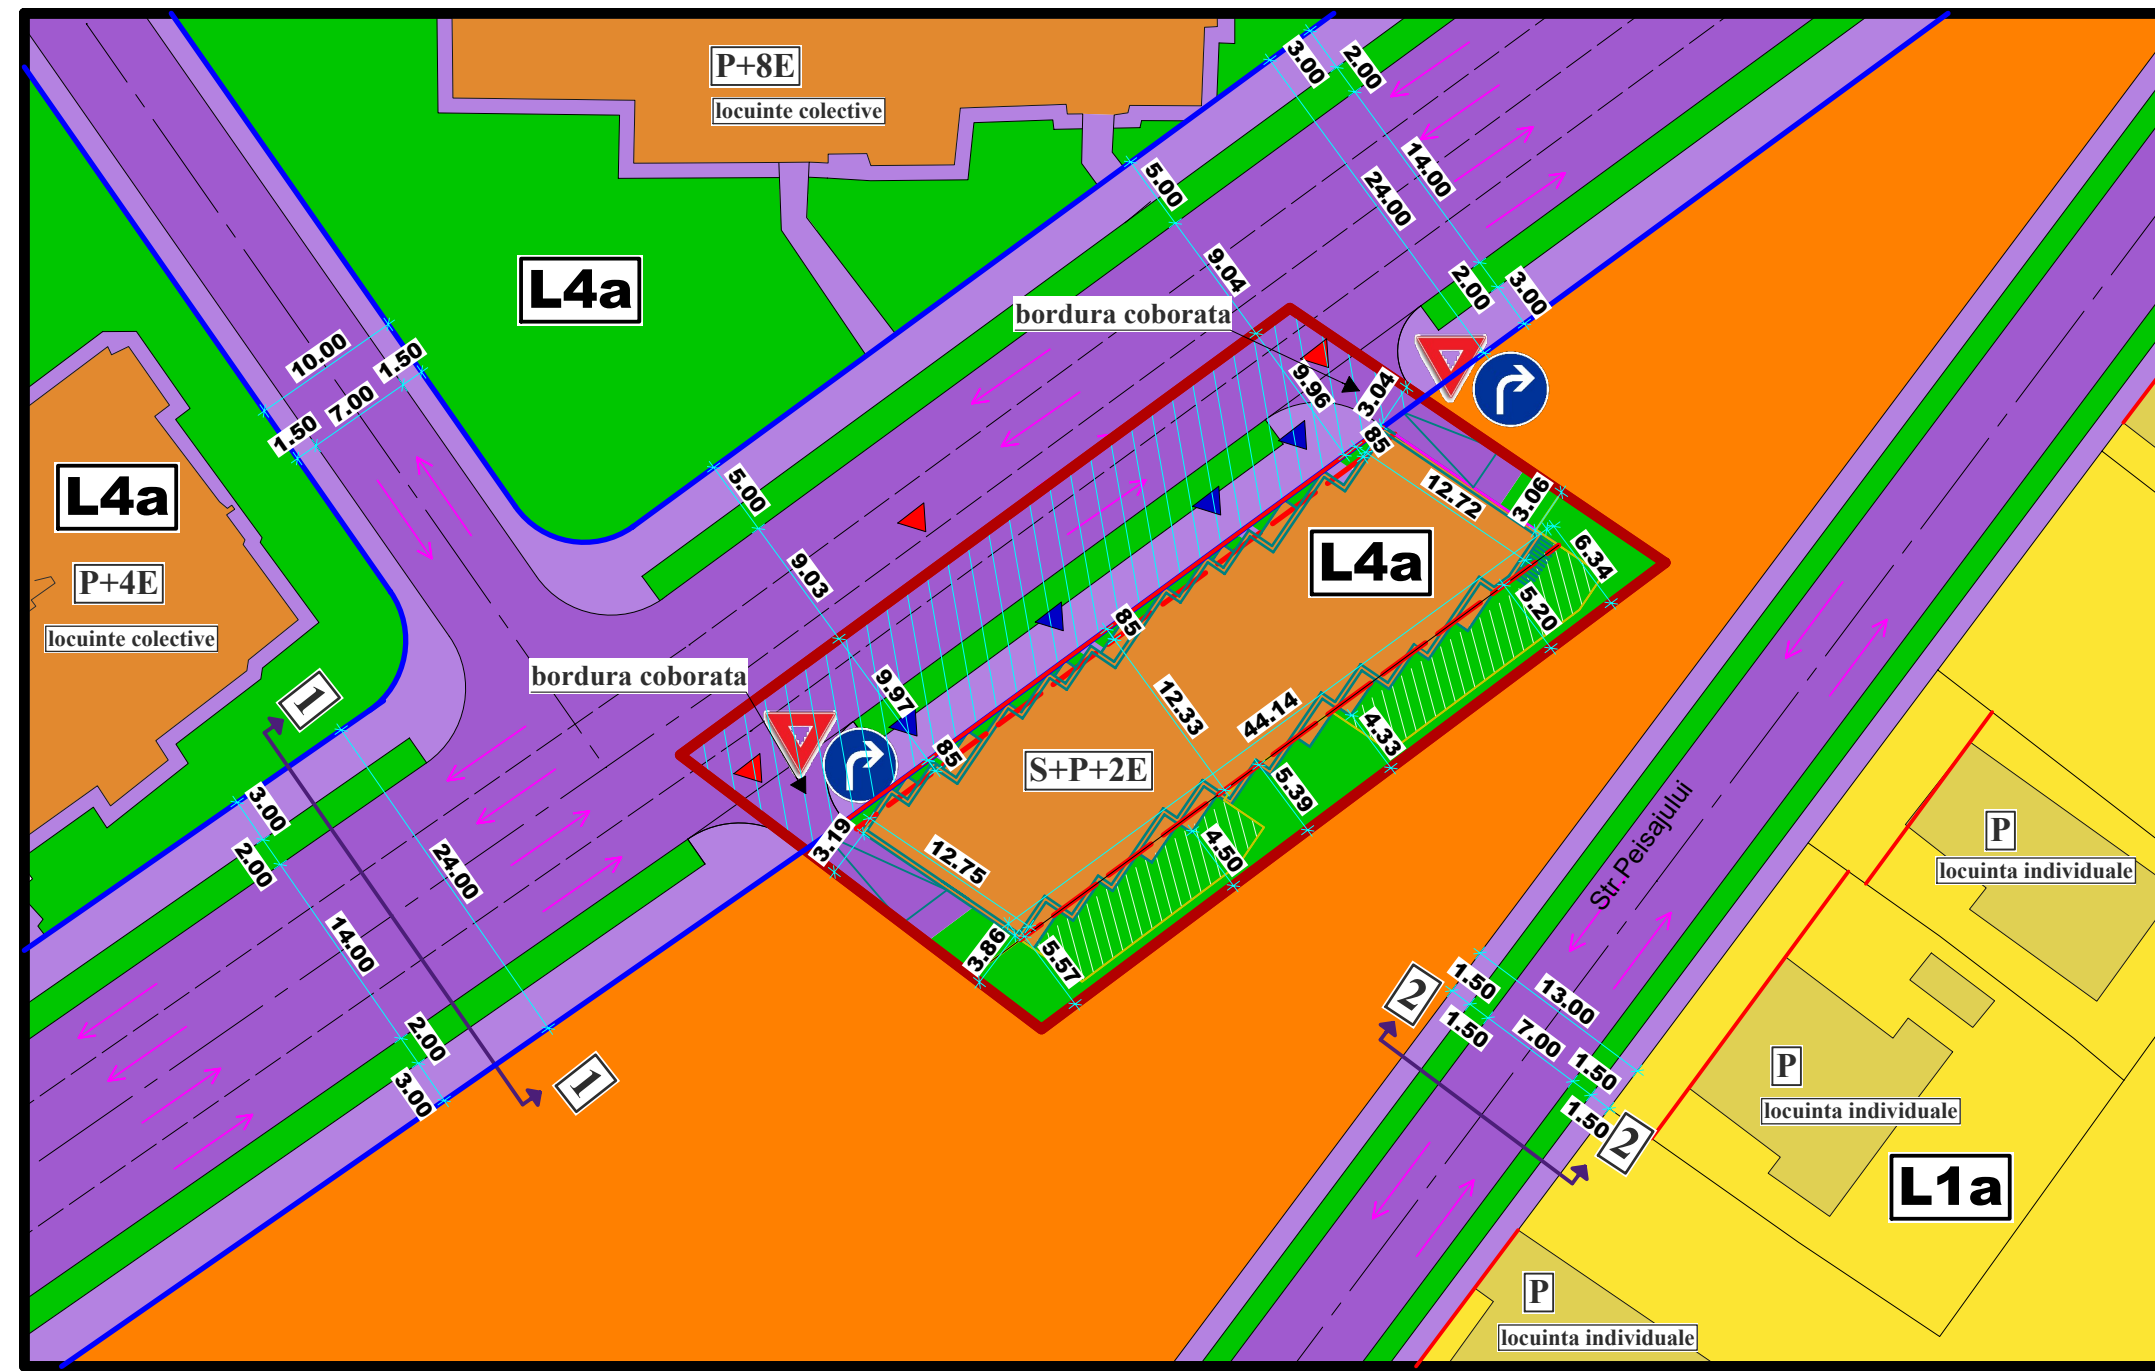 P+8E
locuinte colective
3.00
2.00
14.00
24.00
5.00
9.04
2.00
3.00
L4a
bordura coborata
10.00
1.50
7.00
1.50
9.96
3.04
85
L4a
P+4E
locuinte colective
5.00
9.03
12.72
3.06
L4a
6.34
5.20
85
bordura coborata
9.97
12.33
44.14
4.33
85
S+P+2E
5.39
1
3.00
2.00
24.00
14.00
3.19
12.75
4.50
3.86
5.57
Str.Peisajului
P
locuinta individuale
2.00
3.00
1
2
1.50
1.50
13.00
7.00
1.50
1.50
2
P
locuinta individuale
L1a
P
locuinta individuale